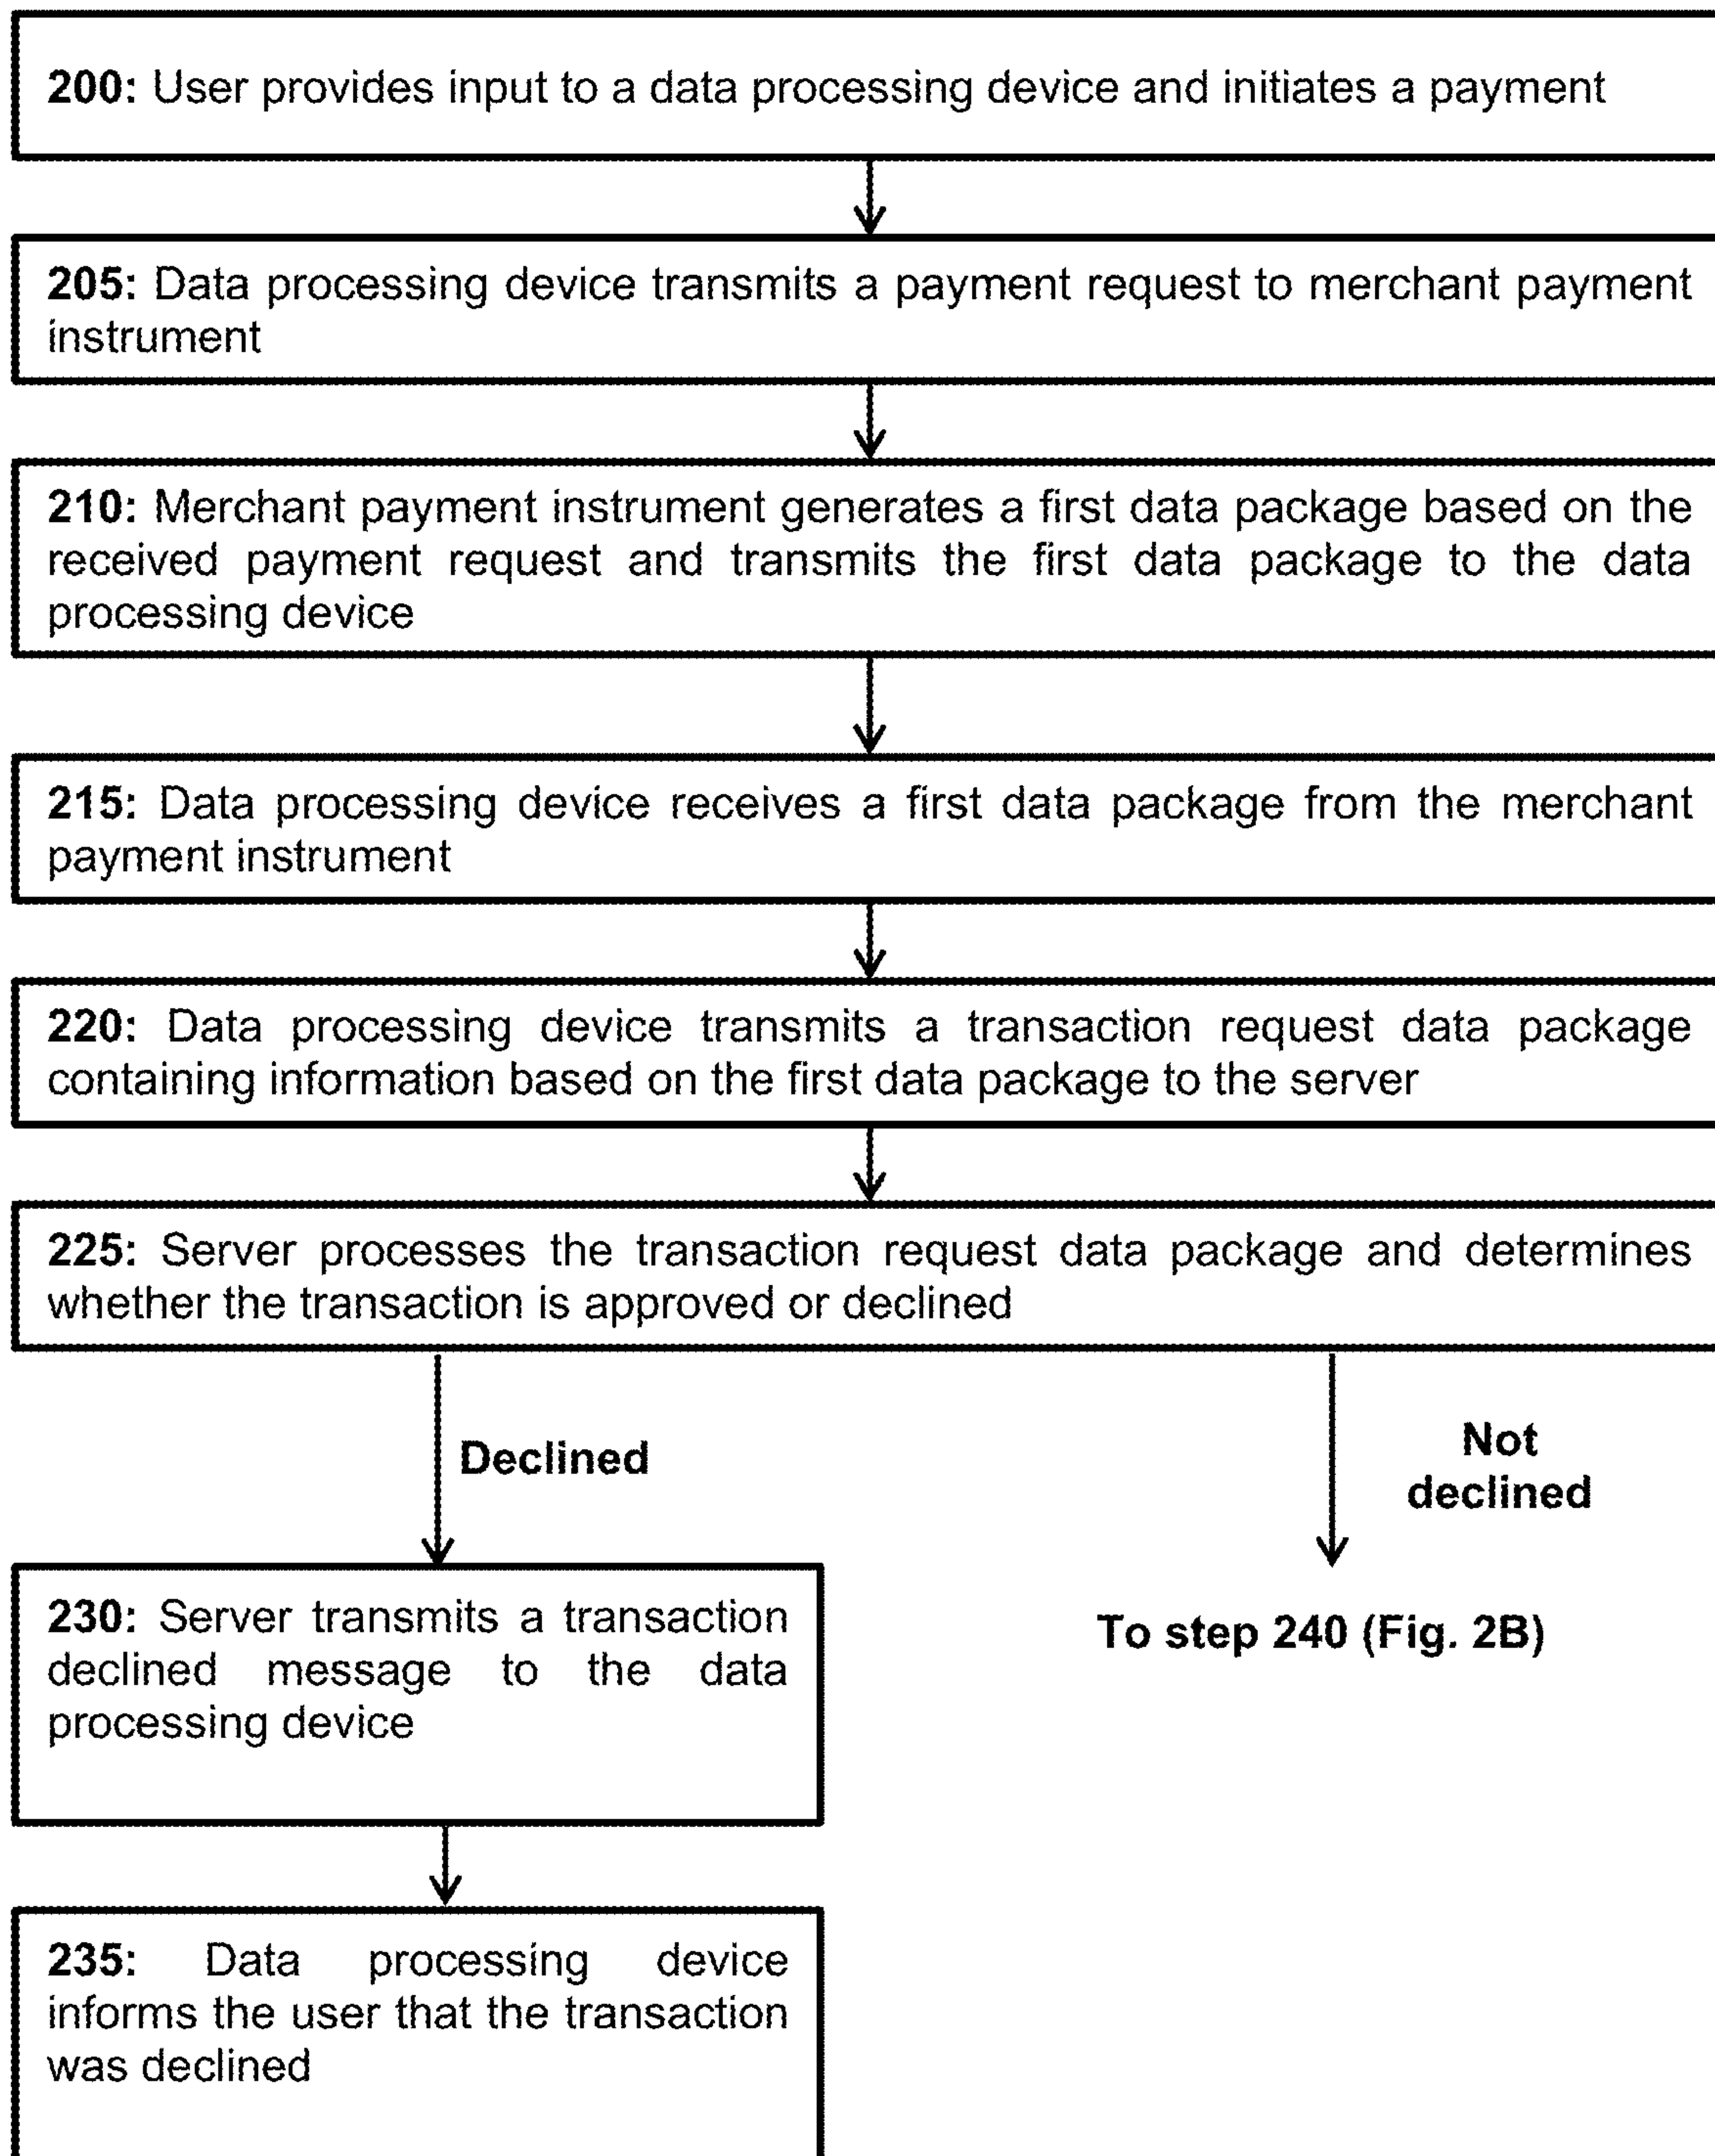 200: User provides input to a data processing device and initiates a payment
205: Data processing device transmits a payment request to merchant payment
instrument
210: Merchant payment instrument generates a first data package based on the
received payment request and transmits the first data package to the data
processing device
215: Data processing device receives a first data package from the merchant
payment instrument
220: Data processing device transmits a transaction request data package
containing information based on the first data package to the server
225: Server processes the transaction request data package and determines
whether the transaction is approved or declined
Declined
Not
declined
230: Server transmits a transaction
declined message to the data
processing device
To step 240 (Fig. 2B)
235: Data processing device
informs the user that the transaction
was declined